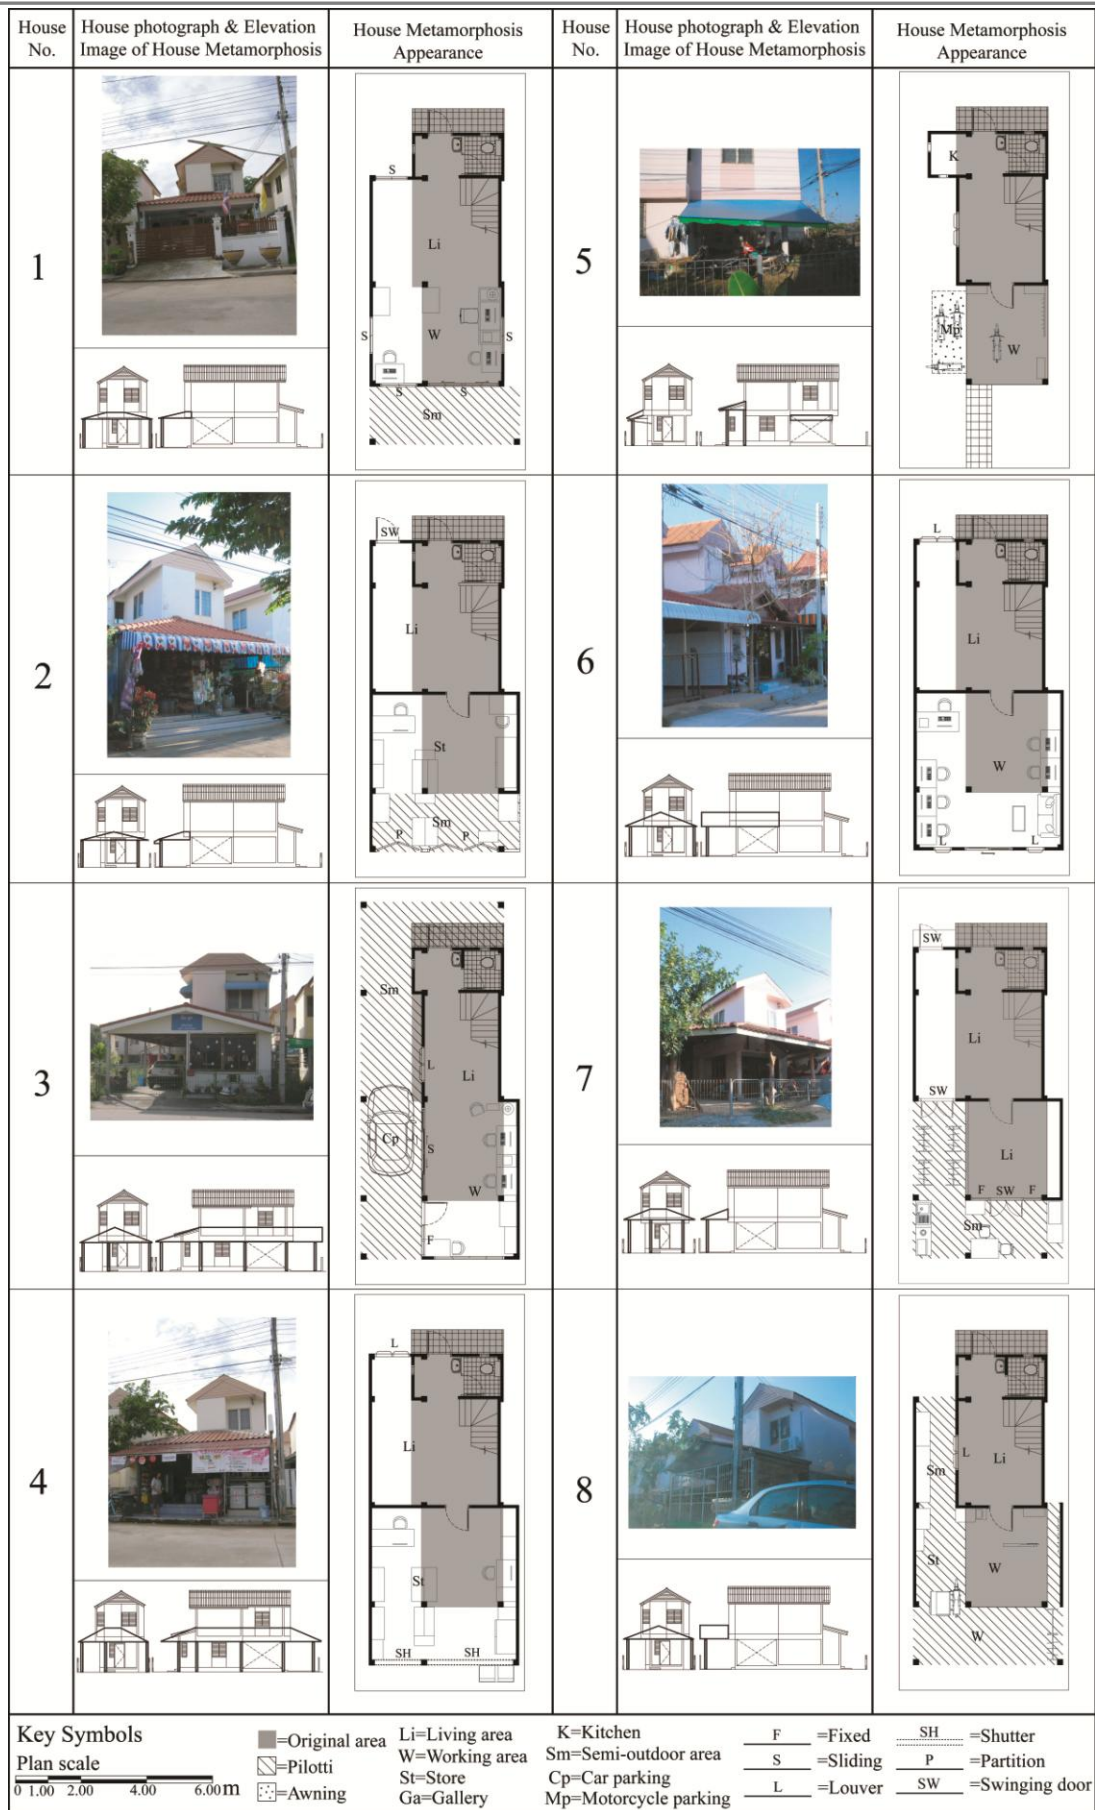 House No.
House photograph & Elevation
Image of House Metamorphosis
House Metamorphosis
Appearance
House No.
House photograph & Elevation
Image of House Metamorphosis
House Metamorphosis
Appearance
1
S
Li
S
W
S
S
S
Sm
5
K
Mp
W
2
SW
Li
St
Sm
P
P
6
L
Li
W
L
L
3
Sm
L
Li
Cp
S
W
F
7
SW
Li
SW
Li
F
SW
F
Sm
4
L
Li
St
SH
SH
8
L
Sm
Li
St
W
W
Key Symbols
Plan scale
0 1.00 2.00 4.00 6.00 m
=Original area
=Pilotti
=Awning
Li=Living area
W=Working area
St=Store
Ga=Gallery
K=Kitchen
Sm=Semi-outdoor area
Cp=Car parking
Mp=Motorcycle parking
F =Fixed
S =Sliding
L =Louver
SH =Shutter
P =Partition
SW =Swinging door